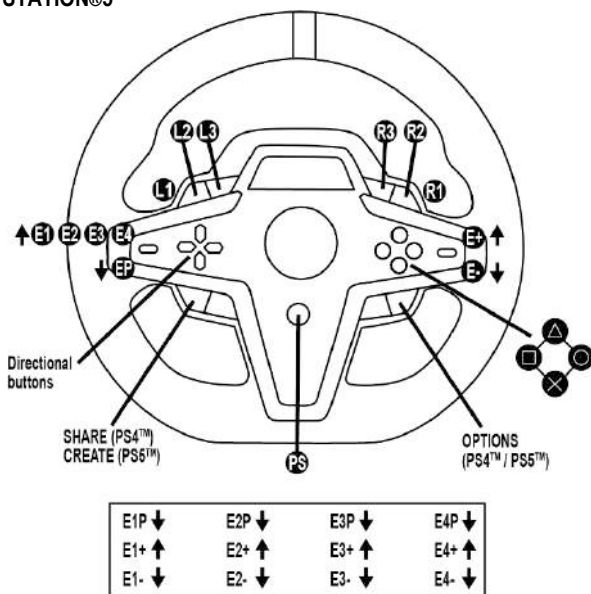 STATION®5
L2 L3 R3 R2
L1 R1
E1 E2 E3 E4 E+
EP E-
Directional
buttons
SHARE (PS4™)
CREATE (PS5™)
PS
OPTIONS
(PS4™ / PS5™)
E1P ↓ E2P ↓ E3P ↓ E4P ↓
E1+ ↑ E2+ ↑ E3+ ↑ E4+ ↑
E1- ↓ E2- ↓ E3- ↓ E4- ↓